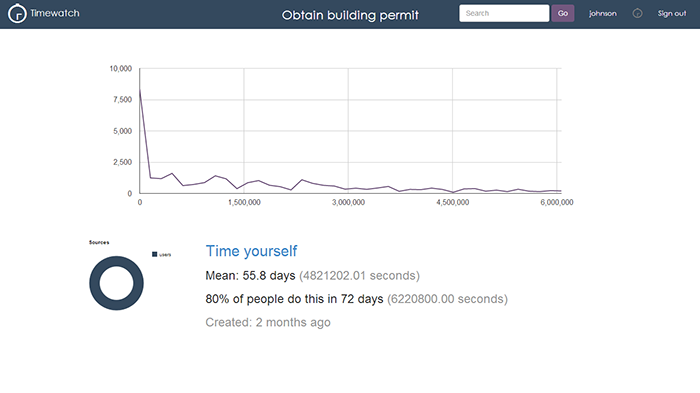 Timewatch
Obtain building permit
Search
Go
johnson
Sign out
10,000
7,500
5,000
2,500
0
0
1,500,000
3,000,000
4,500,000
6,000,000
Sources
users
Time yourself
Mean: 55.8 days (4821202.01 seconds)
80% of people do this in 72 days (6220800.00 seconds)
Created: 2 months ago